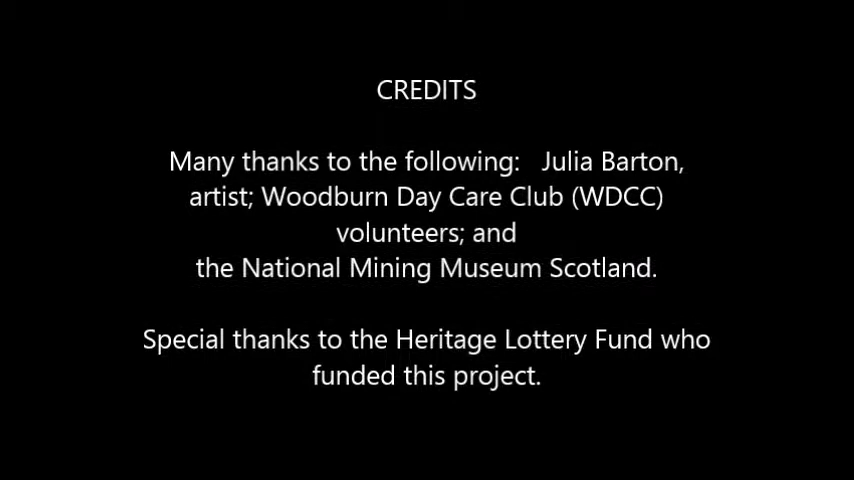 CREDITS
Many thanks to the following:   Julia Barton,
artist; Woodburn Day Care Club (WDCC)
volunteers; and
the National Mining Museum Scotland.
Special thanks to the Heritage Lottery Fund who
funded this project.